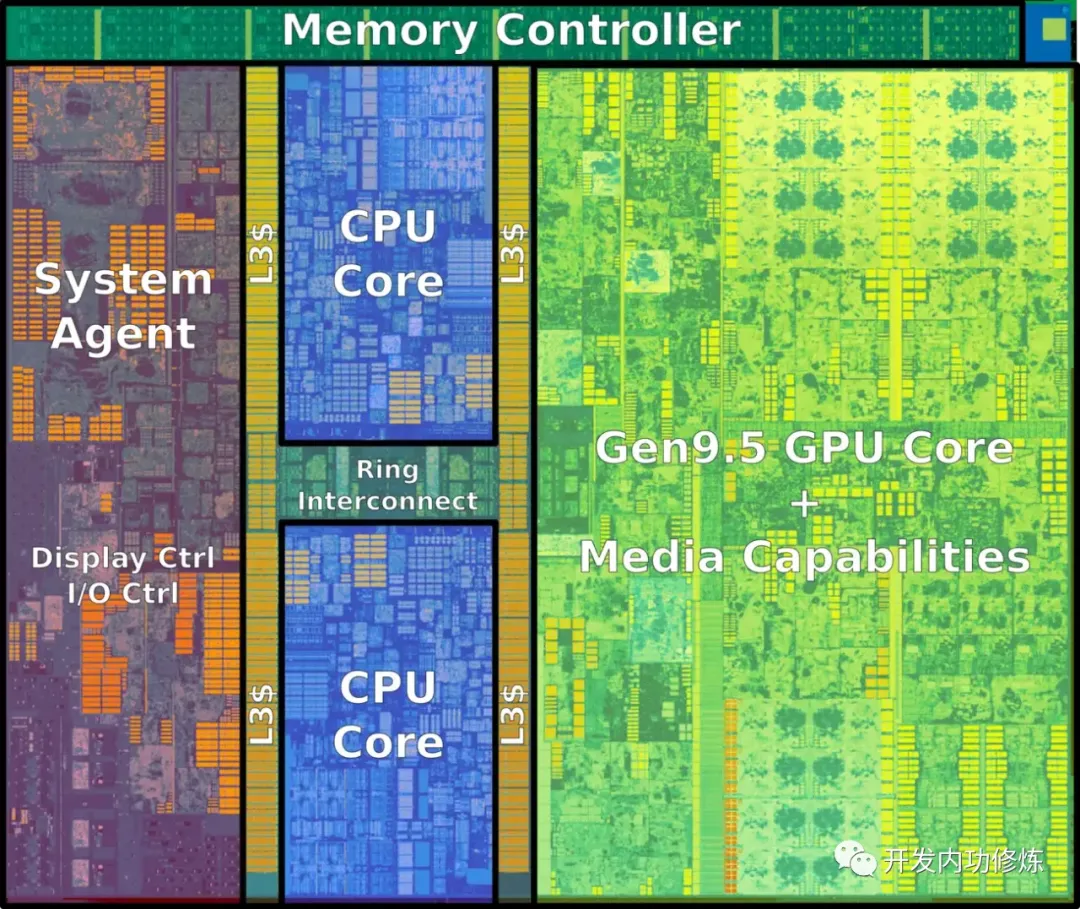 Memory Controller
System
Agent
Display Ctrl
I/O Ctrl
L3$
L3$
CPU
Core
Ring
Interconnect
CPU
Core
L3$
L3$
Gen9.5 GPU Core
+
Media Capabilities
开发内功修炼